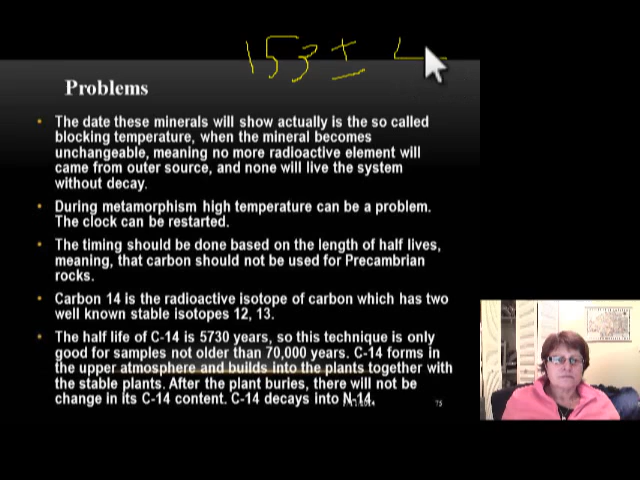 153 ±
Problems
• The date these minerals will show actually is the so called
blocking temperature, when the mineral becomes
unchangeable, meaning no more radioactive element will
came from outer source, and none will live the system
without decay.
• During metamorphism high temperature can be a problem.
The clock can be restarted.
• The timing should be done based on the length of half lives,
meaning, that carbon should not be used for Precambrian
rocks.
• Carbon 14 is the radioactive isotope of carbon which has two
well known stable isotopes 12, 13.
• The half life of C-14 is 5730 years, so this technique is only
good for samples not older than 70,000 years. C-14 forms in
the upper atmosphere and builds into the plants together with
the stable plants. After the plant buries, there will not be
change in its C-14 content. C-14 decays into N-14.
75